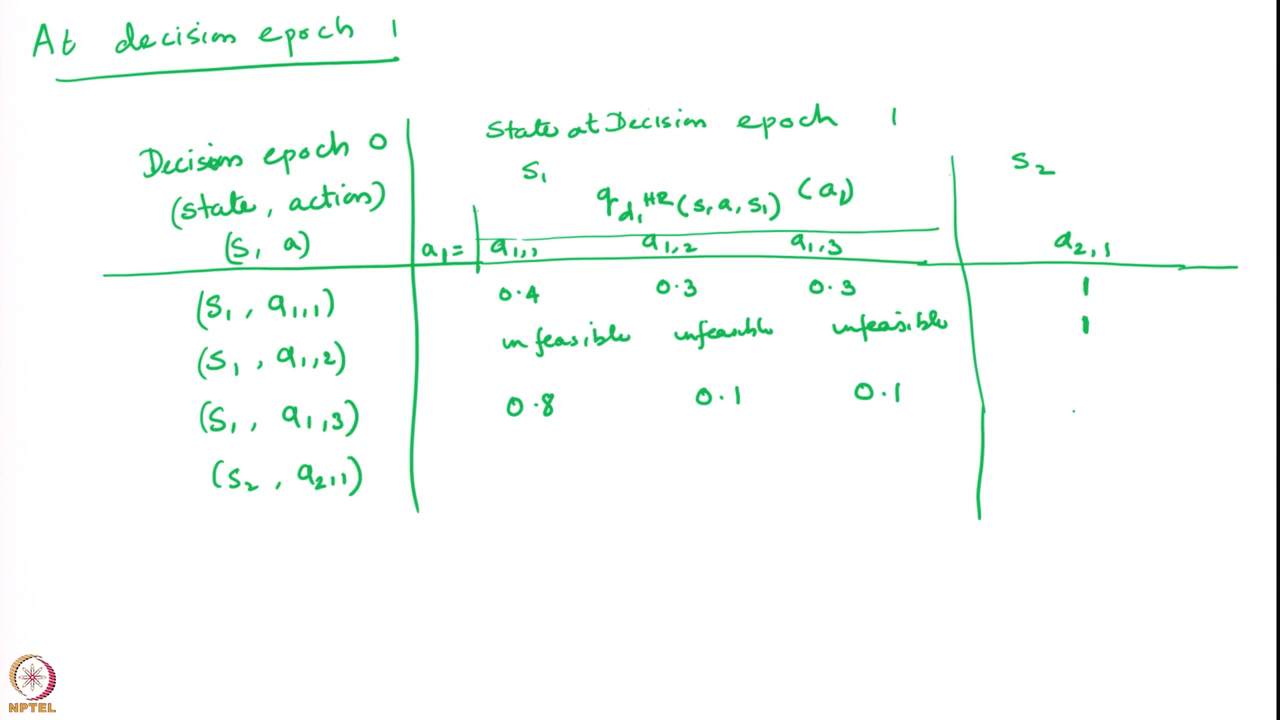 At decision epoch 1
State at Decision epoch 1
Decision epoch 0
(state, action)
(s, a)
s₁
s₂
q_{d₁^{HR}(s,a,s₁)} (a₁)
a₁ = a₁,₁ a₁,₂ a₁,₃ a₂,₁
(s₁, a₁,₁) 0.4 0.3 0.3 1
(s₁, a₁,₂) infeasible infeasible infeasible 1
(s₁, a₁,₃) 0.8 0.1 0.1
(s₂, a₂,₁)
NPTEL